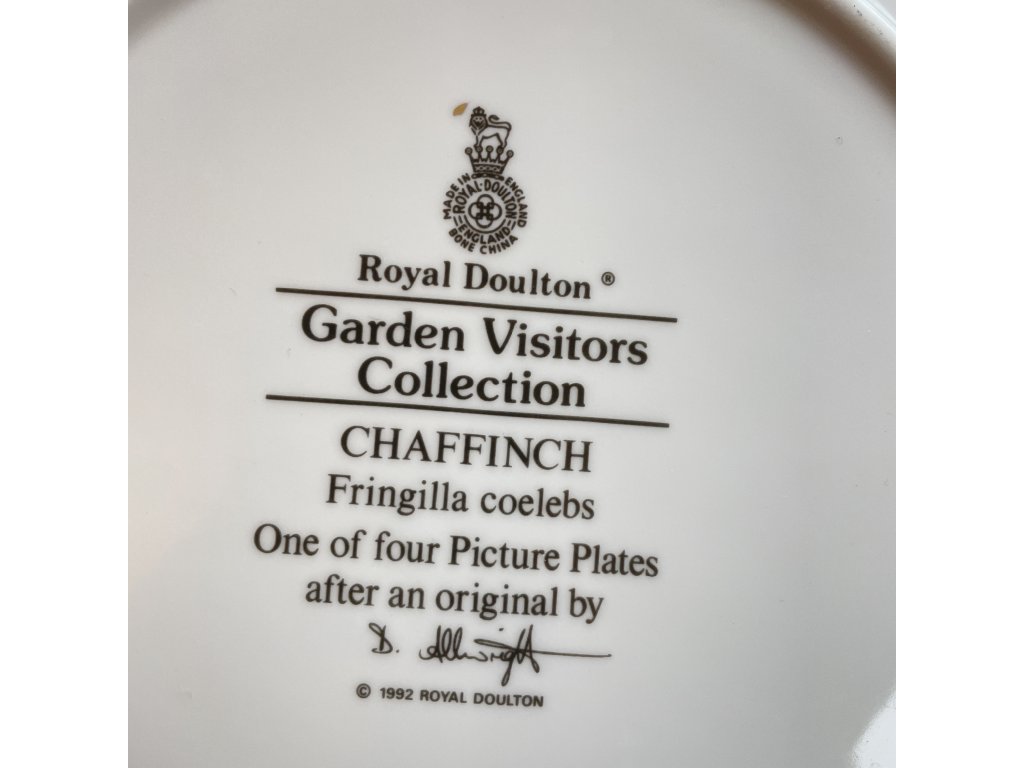 MADE IN ENGLAND
ROYAL·DOULTON
ENGLAND
BONE CHINA
Royal Doulton ®
Garden Visitors
Collection
CHAFFINCH
Fringilla coelebs
One of four Picture Plates
after an original by
D. Allwright
© 1992 ROYAL DOULTON